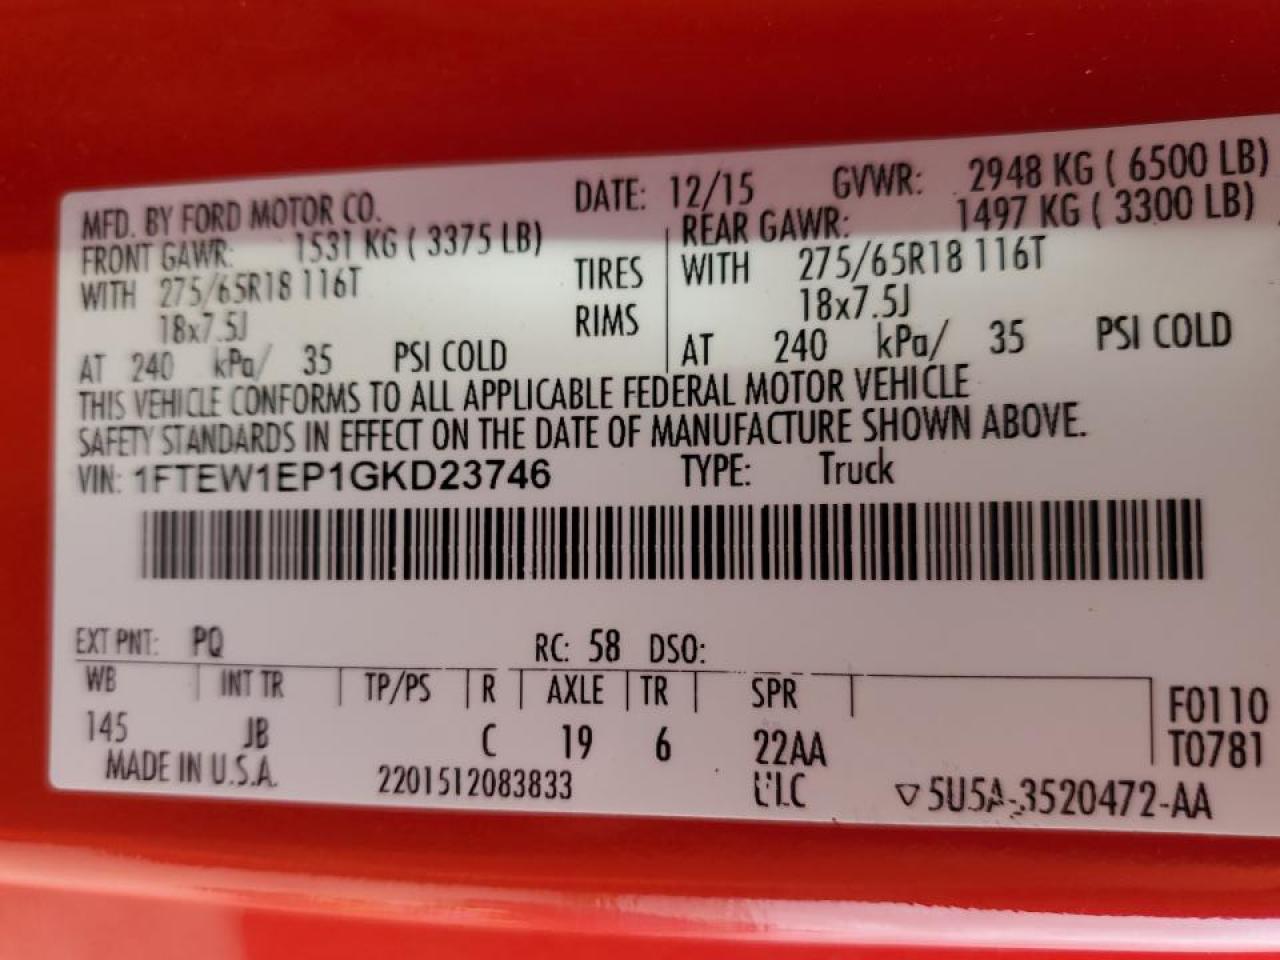 MFD. BY FORD MOTOR CO. DATE: 12/15 GVWR: 2948 KG ( 6500 LB)
FRONT GAWR: 1531 KG ( 3375 LB) REAR GAWR: 1497 KG ( 3300 LB)
WITH 275/65R18 116T TIRES WITH 275/65R18 116T
18x7.5J RIMS 18x7.5J
AT 240 kPa/ 35 PSI COLD AT 240 kPa/ 35 PSI COLD
THIS VEHICLE CONFORMS TO ALL APPLICABLE FEDERAL MOTOR VEHICLE
SAFETY STANDARDS IN EFFECT ON THE DATE OF MANUFACTURE SHOWN ABOVE.
VIN: 1FTEW1EP1GKD23746 TYPE: Truck
EXT PNT: PQ RC: 58 DSO:
WB INT TR TP/PS R AXLE TR SPR F0110
145 JB C 19 6 22AA T0781
MADE IN U.S.A. 2201512083833 ULC ▽5U5A-3520472-AA